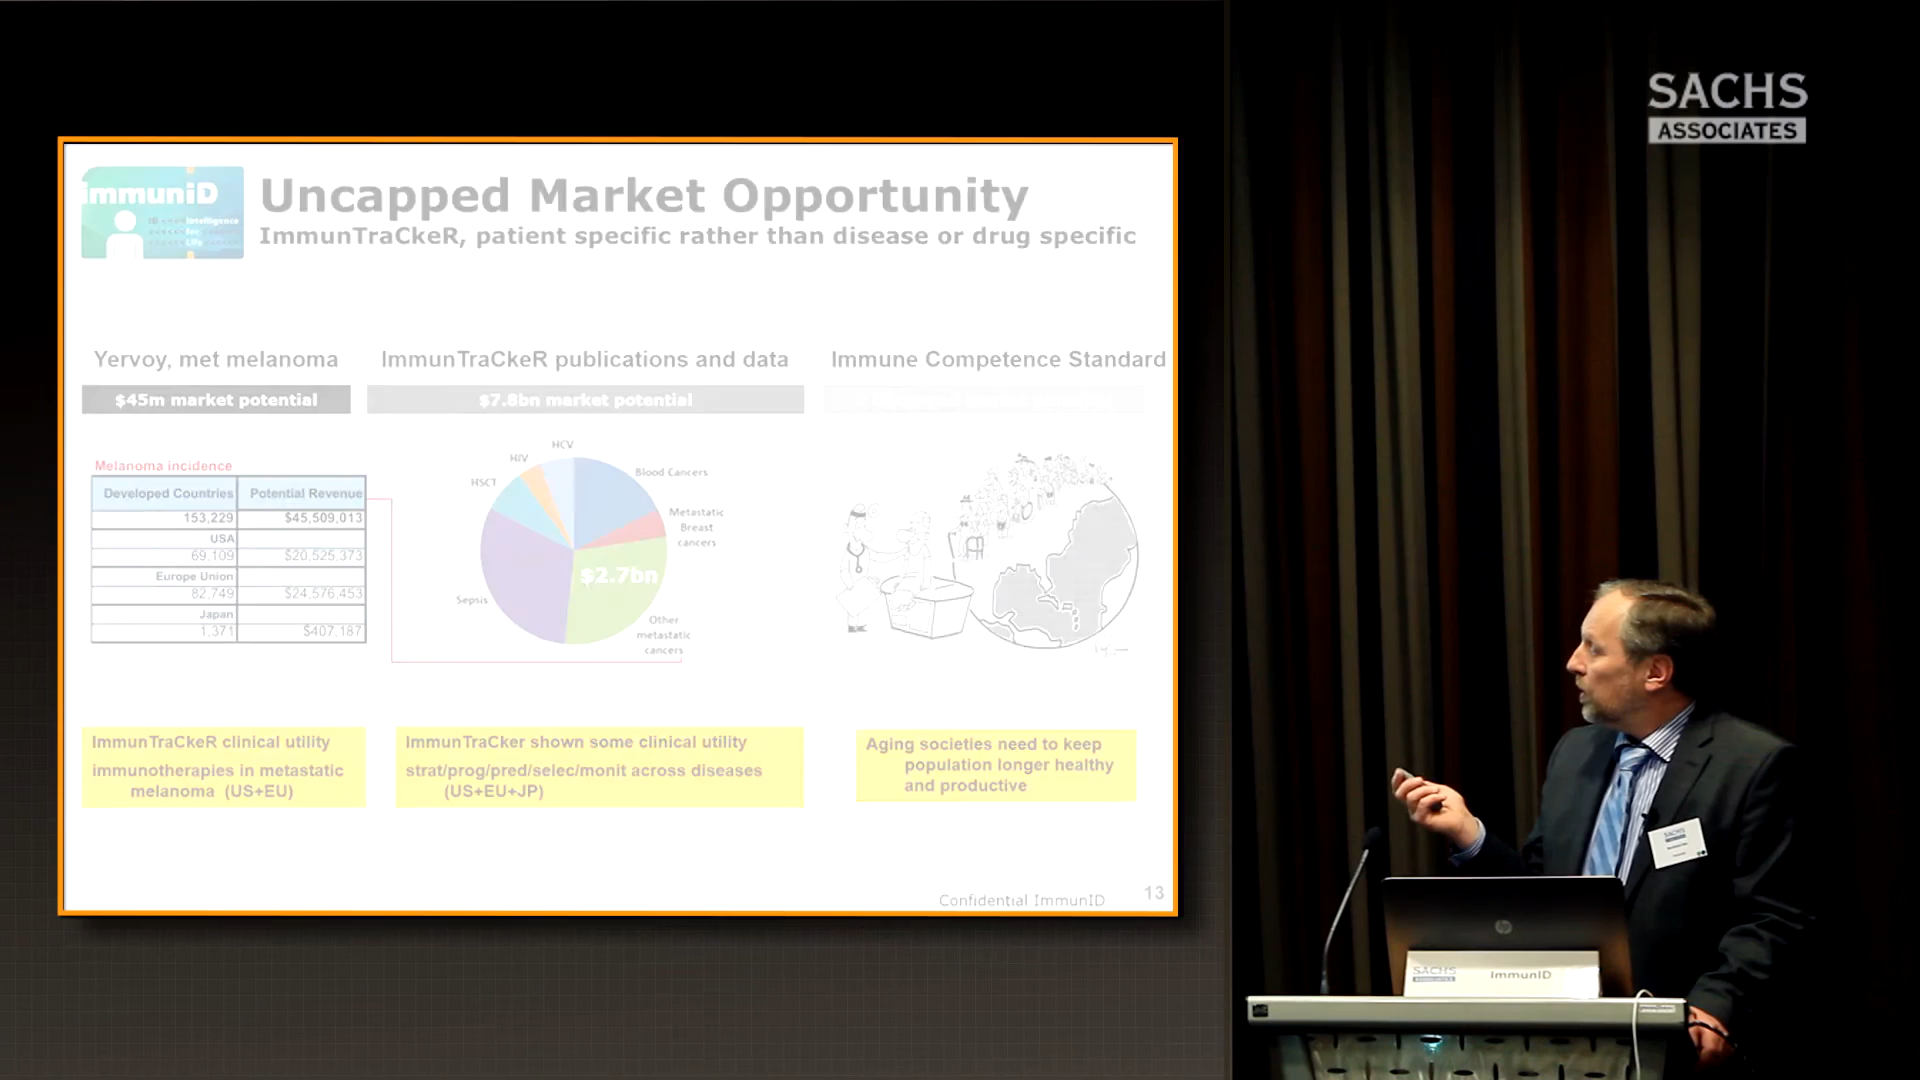 SACHS
ASSOCIATES
immuniD
Uncapped Market Opportunity
ImmunTraCkeR, patient specific rather than disease or drug specific
Yervoy, met melanoma
$45m market potential
ImmunTraCkeR publications and data
$7.8bn market potential
Immune Competence Standard
Melanoma incidence
Developed Countries Potential Revenue
153,229 $45,509,013
USA
69,109 $20,525,373
Europe Union
82,749 $24,576,453
Japan
1,371 $407,187
HCV
HIV
HSCT
Blood Cancers
Metastatic
Breast
cancers
$2.7bn
Sepsis
Other
metastatic
cancers
ImmunTraCkeR clinical utility
immunotherapies in metastatic
melanoma (US+EU)
ImmunTraCker shown some clinical utility
strat/prog/pred/selec/monit across diseases
(US+EU+JP)
Aging societies need to keep
population longer healthy
and productive
Confidential ImmunID 13
SACHS
hp
SACHS
ImmunID